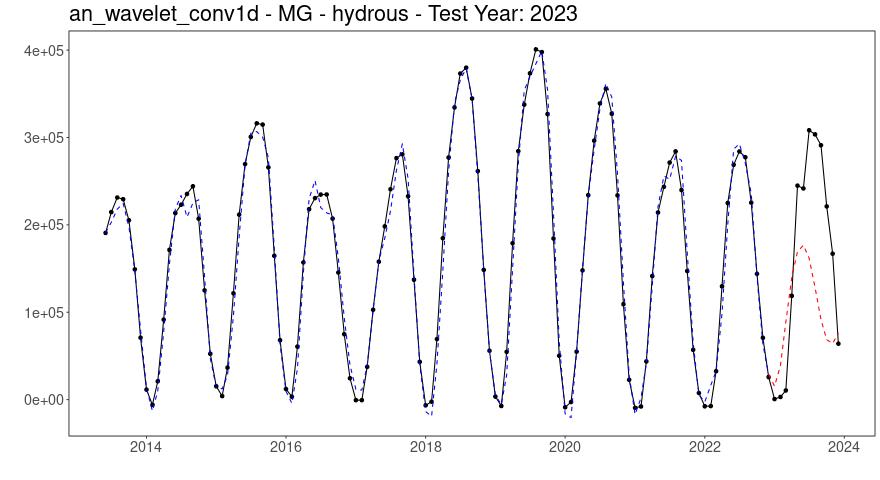 an_wavelet_conv1d - MG - hydrous - Test Year: 2023
4e+05
3e+05
2e+05
1e+05
0e+00
2014 2016 2018 2020 2022 2024